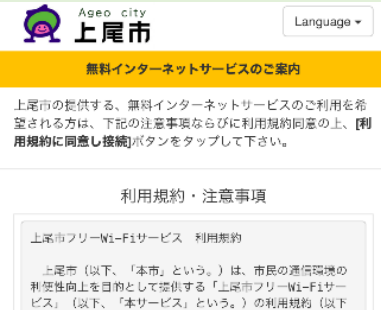 Ageo city
上尾市
Language
無料インターネットサービスのご案内
上尾市の提供する、無料インターネットサービスのご利用を希
望される方は、下記の注意事項ならびに利用規約同意の上、[利
用規約に同意し接続]ボタンをタップして下さい。
利用規約・注意事項
上尾市フリーWi-Fiサービス 利用規約
上尾市（以下、「本市」という。）は、市民の通信環境の
利便性向上を目的として提供する「上尾市フリーWi-Fiサー
ビス」（以下、「本サービス」という。）の利用規約（以下